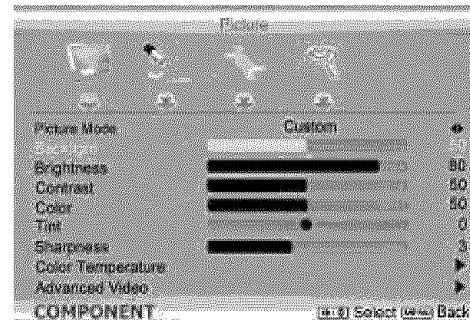 Picture
Picture Mode Custom
Backlight 50
Brightness 80
Contrast 50
Color 50
Tint 0
Sharpness 3
Color Temperature
Advanced Video
COMPONENT Select Back